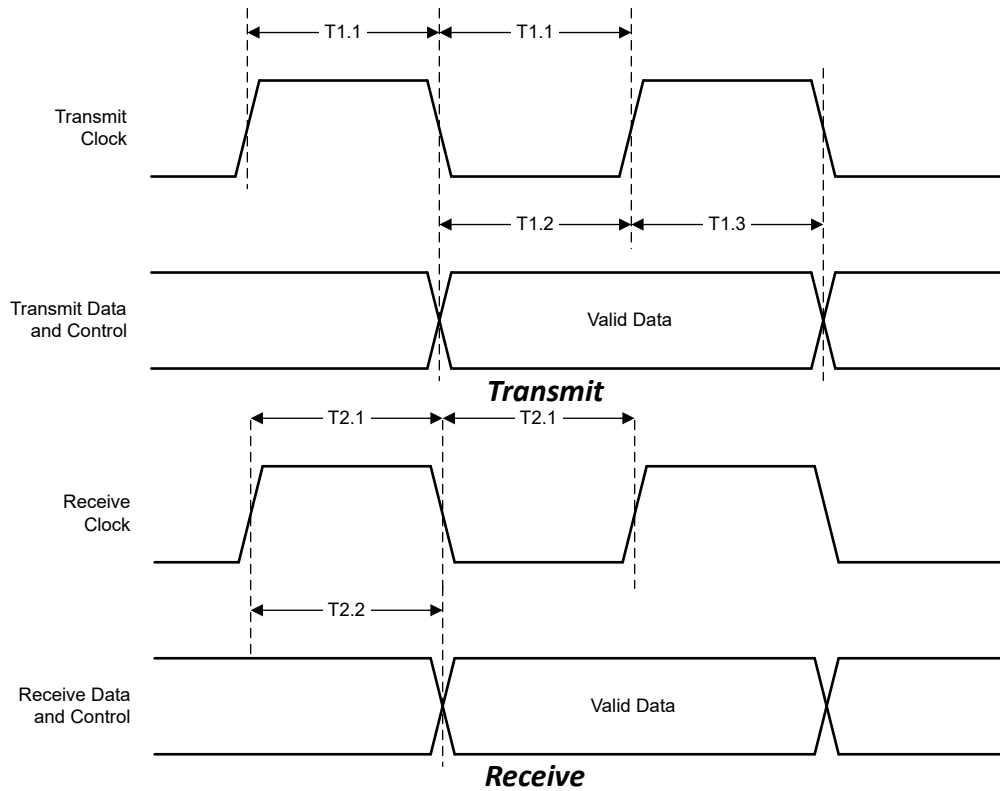 T1.1
T1.1
Transmit
Clock
T1.2
T1.3
Transmit Data
and Control
Valid Data
Transmit
T2.1
T2.1
Receive
Clock
T2.2
Receive Data
and Control
Valid Data
Receive